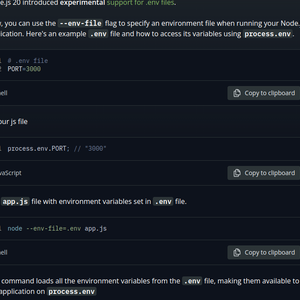 e.js 20 introduced experimental support for .env files.
, you can use the --env-file flag to specify an environment file when running your Node.
ication. Here's an example .env file and how to access its variables using process.env.
# .env file
PORT=3000
ell
Copy to clipboard
ur js file
process.env.PORT; // "3000"
vaScript
Copy to clipboard
app.js file with environment variables set in .env file.
node --env-file=.env app.js
ell
Copy to clipboard
command loads all the environment variables from the .env file, making them available to
application on process.env